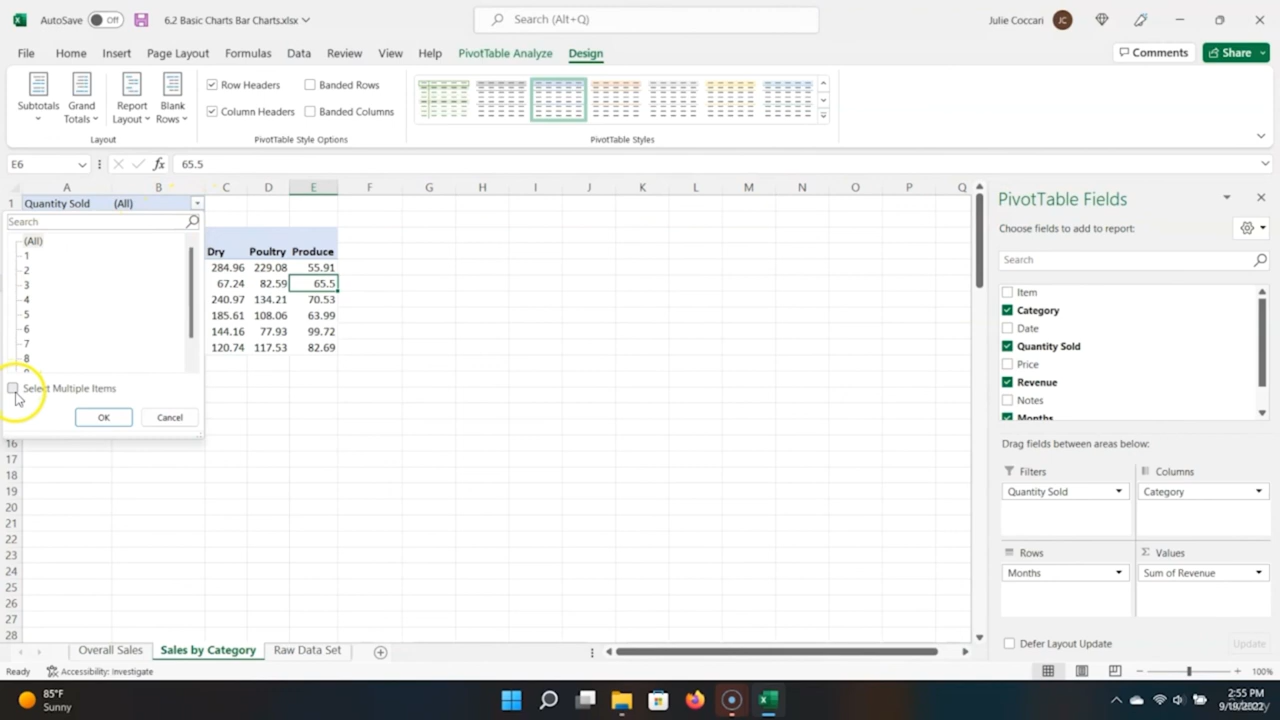 AutoSave Off 6.2 Basic Charts Bar Charts.xlsx Search (Alt+Q) Julie Coccari JC
File Home Insert Page Layout Formulas Data Review View Help PivotTable Analyze Design Comments Share
Subtotals
Grand Totals
Report Layout
Blank Rows
Row Headers Banded Rows
Column Headers Banded Columns
Layout PivotTable Style Options PivotTable Styles
E6 fx 65.5
A B C D E F G H I J K L M N O P Q
1 Quantity Sold (All)
Search
(All)
1
2
3
4
5
6
7
8
Select Multiple Items
OK Cancel
Dry Poultry Produce
284.96 229.08 55.91
67.24 82.59 65.5
240.97 134.21 70.53
185.61 108.06 63.99
144.16 77.93 99.72
120.74 117.53 82.69
16
17
18
19
20
21
22
23
24
25
26
27
28
PivotTable Fields
Choose fields to add to report:
Search
Item
Category
Date
Quantity Sold
Price
Revenue
Notes
Months
Drag fields between areas below:
Filters Columns
Quantity Sold Category
Rows Values
Months Sum of Revenue
Defer Layout Update Update
Overall Sales Sales by Category Raw Data Set
Ready Accessibility: Investigate 100%
85°F
Sunny
2:55 PM
9/19/2022